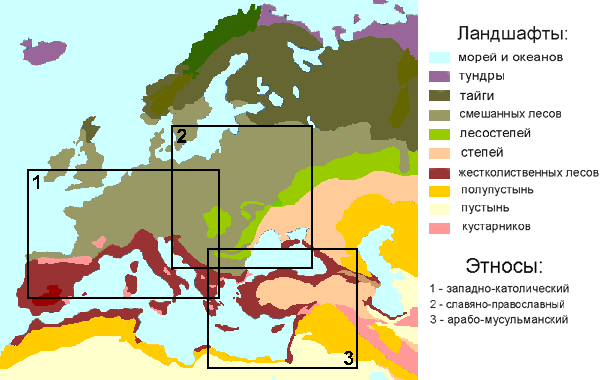 Ландшафты:
морей и океанов
тундры
тайги
смешанных лесов
лесостепей
степей
жестколиственных лесов
полупустынь
пустынь
кустарников
Этносы:
1 - западно-католический
2 - славяно-православный
3 - арабо-мусульманский
2
1
3